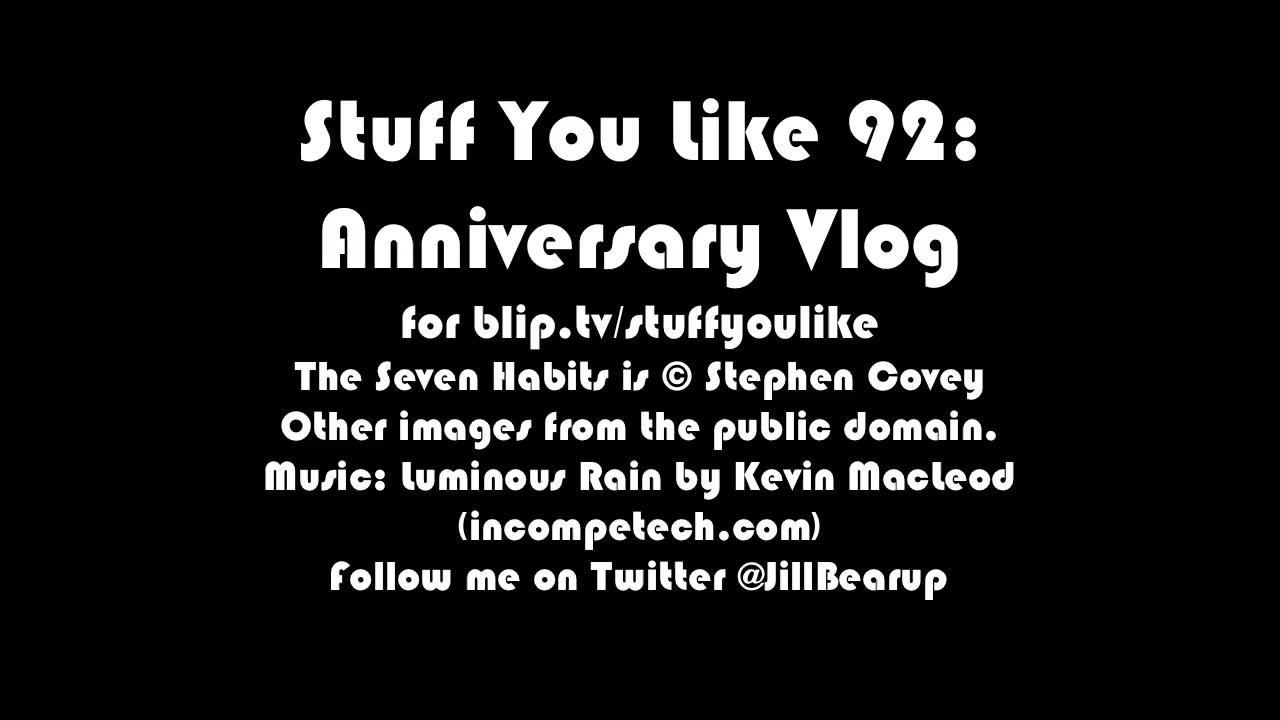 Stuff You Like 92:
Anniversary Vlog
for blip.tv/stuffyoulike
The Seven Habits is © Stephen Covey
Other images from the public domain.
Music: Luminous Rain by Kevin MacLeod
(incompetech.com)
Follow me on Twitter @JillBearup